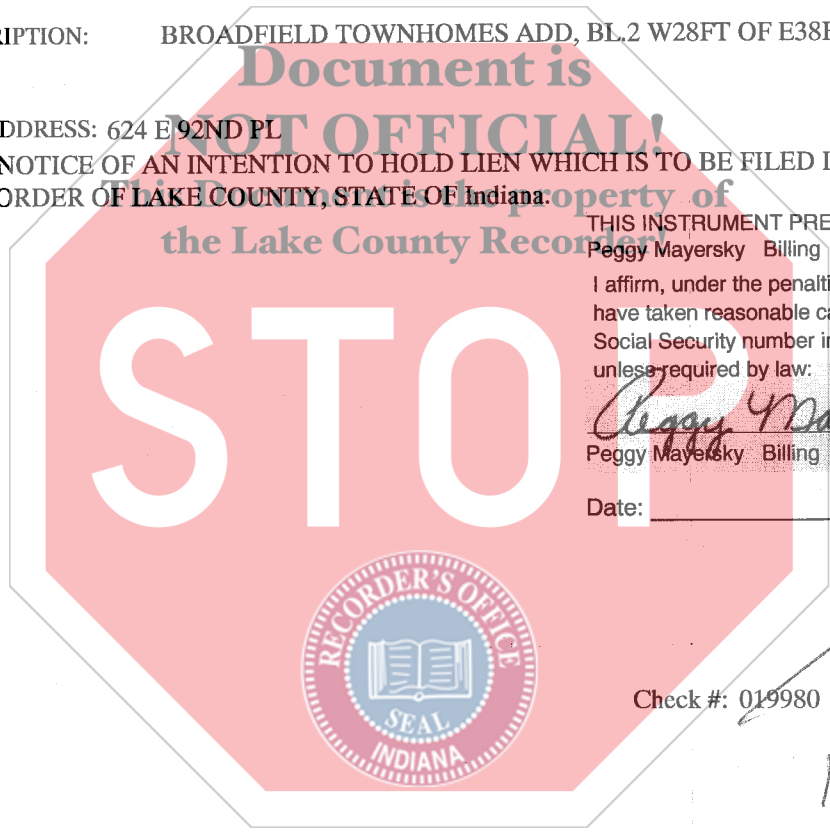 RIPTION: BROADFIELD TOWNHOMES ADD, BL.2 W28FT OF E38F
Document is
NOT OFFICIAL!
DDRESS: 624 E 92ND PL
NOTICE OF AN INTENTION TO HOLD LIEN WHICH IS TO BE FILED I
ORDER OF LAKE COUNTY, STATE OF Indiana.
This Document is the property of
the Lake County Recorder!
THIS INSTRUMENT PRE
Peggy Mayersky Billing
I affirm, under the penalti
have taken reasonable ca
Social Security number in
unless required by law:
Peggy Ma
Peggy Mayersky Billing
Date:
STOP
RECORDER'S OFFICE
SEAL
INDIANA
Check #: 019980